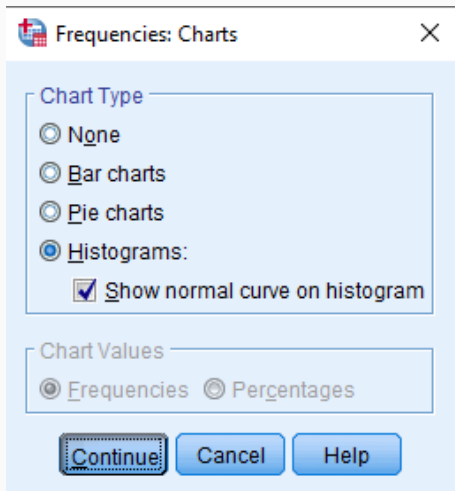 Frequencies: Charts
Chart Type
None
Bar charts
Pie charts
Histograms:
Show normal curve on histogram
Chart Values
Frequencies Percentages
Continue Cancel Help